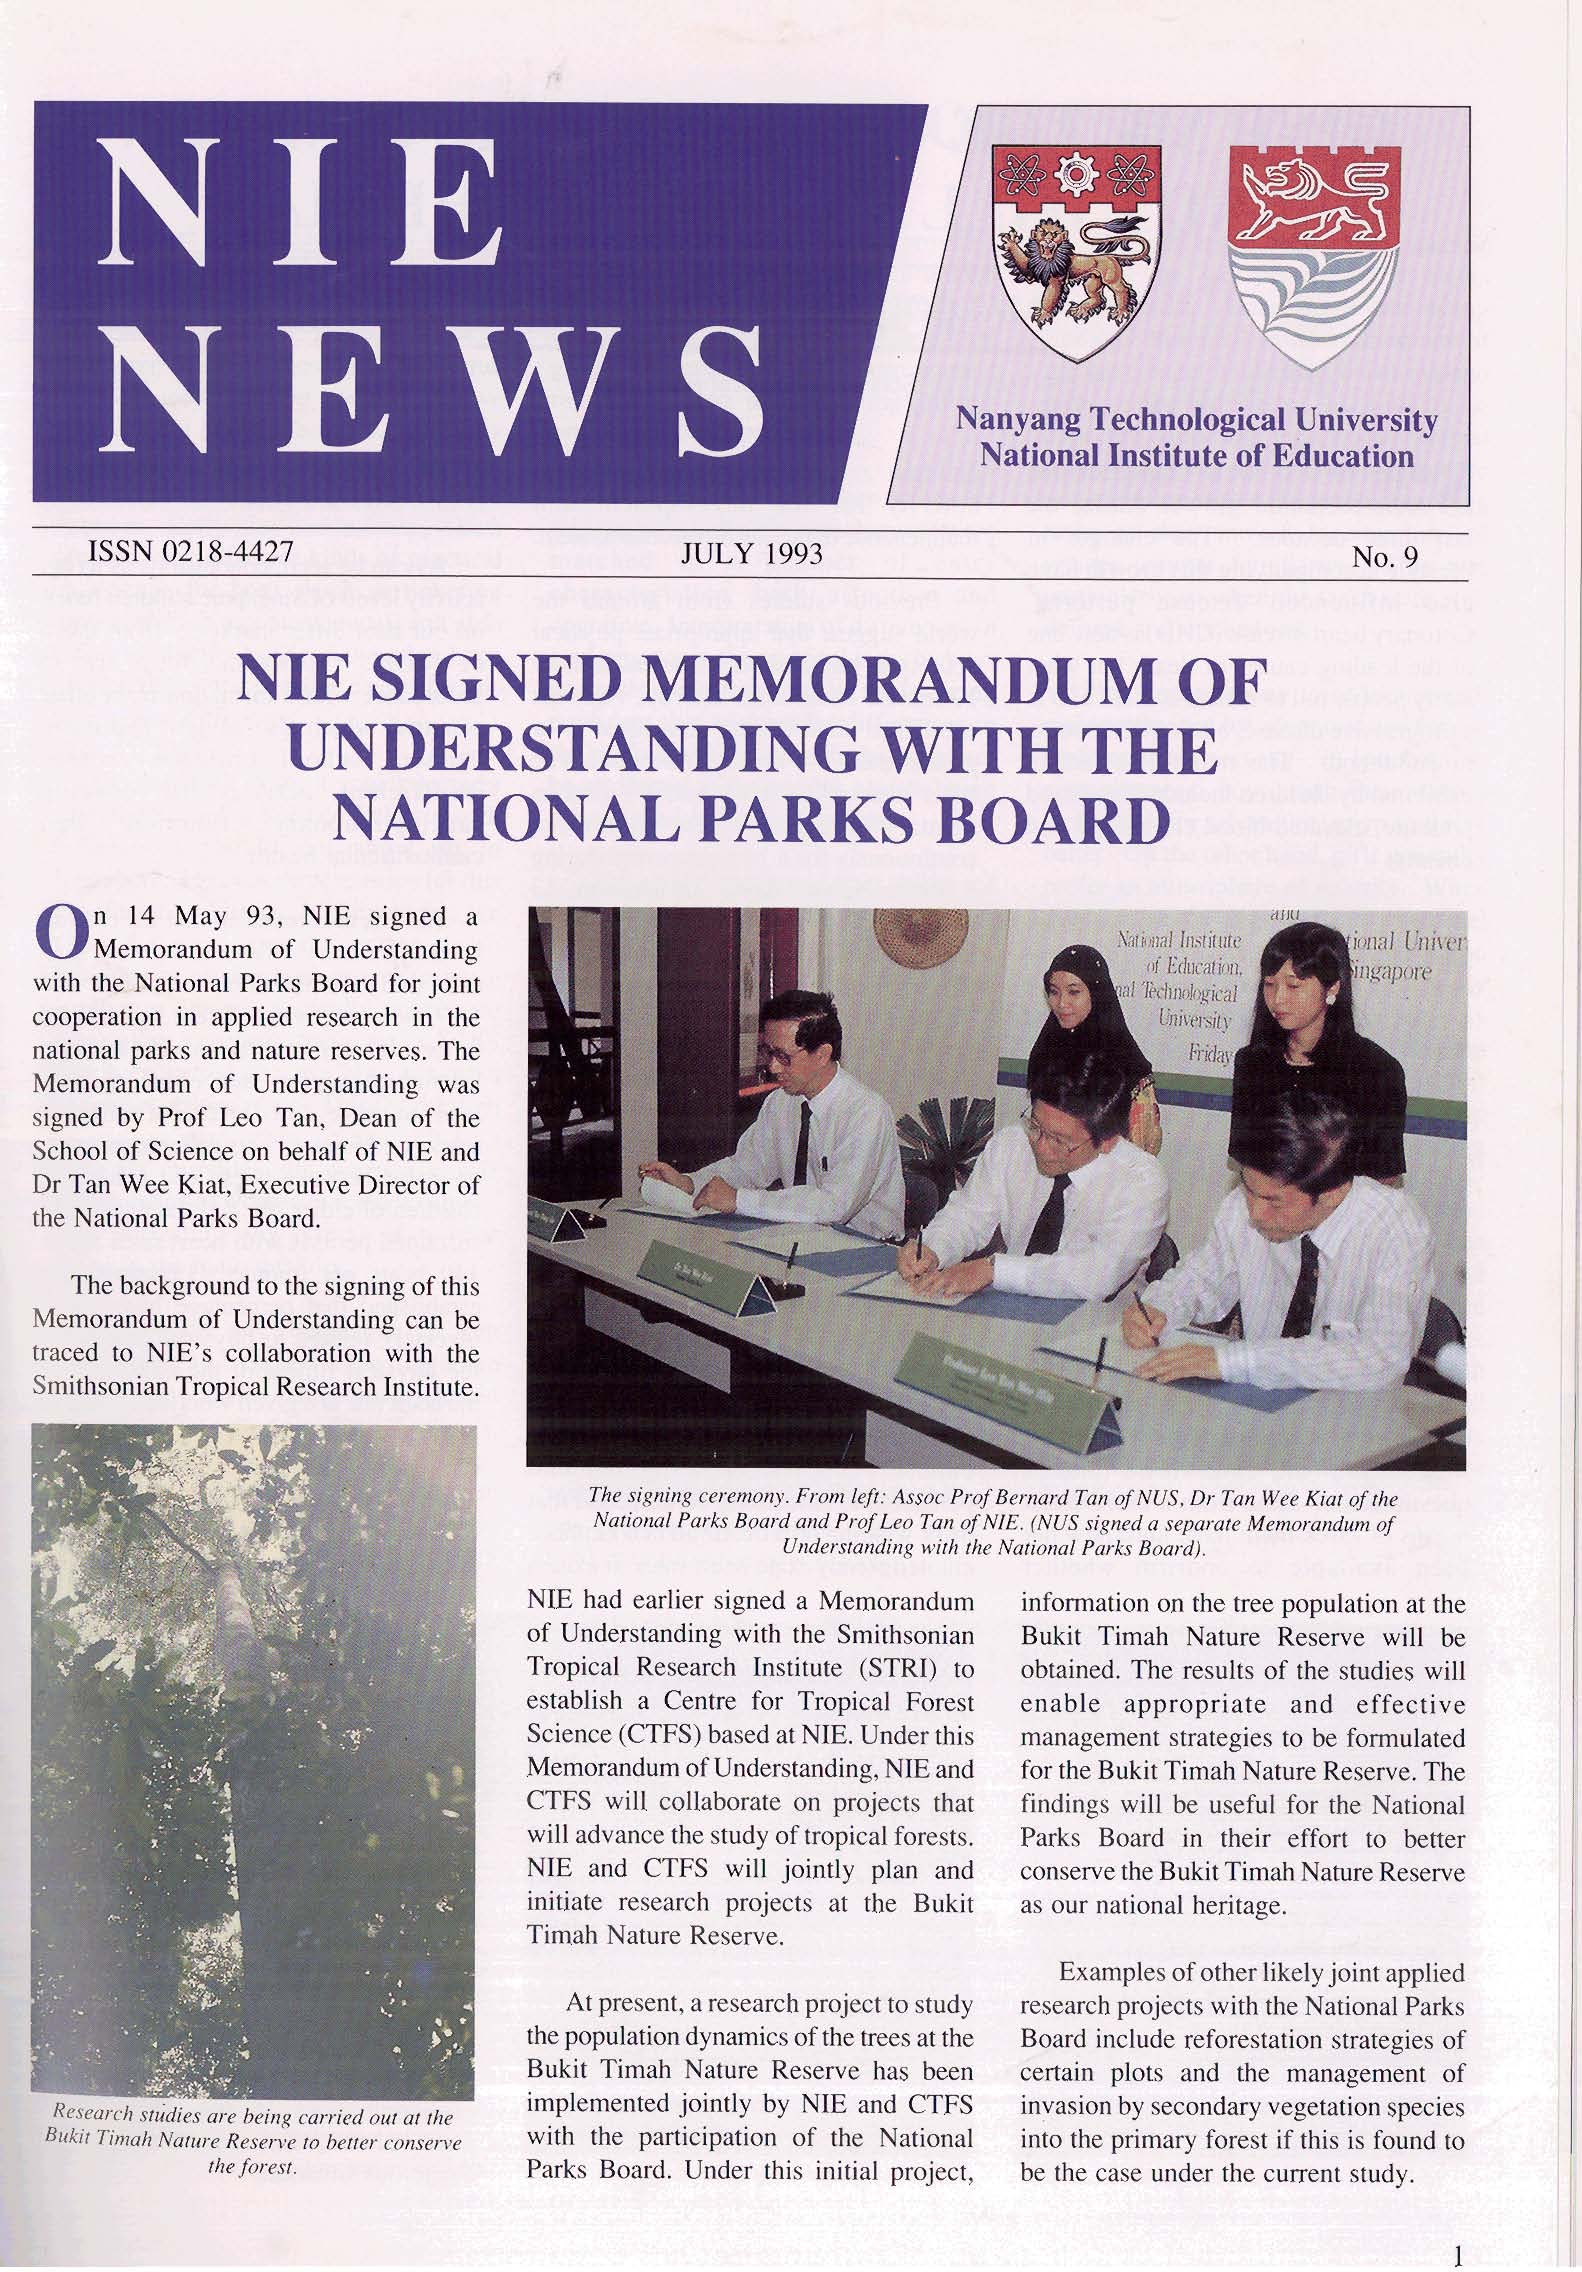 NIE
NEWS
Nanyang Technological University
National Institute of Education
ISSN 0218-4427
JULY 1993
No. 9
NIE SIGNED MEMORANDUM OF
UNDERSTANDING WITH THE
NATIONAL PARKS BOARD
On 14 May 93, NIE signed a
Memorandum of Understanding
with the National Parks Board for joint
cooperation in applied research in the
national parks and nature reserves. The
Memorandum of Understanding was
signed by Prof Leo Tan, Dean of the
School of Science on behalf of NIE and
Dr Tan Wee Kiat, Executive Director of
the National Parks Board.
The background to the signing of this
Memorandum of Understanding can be
traced to NIE's collaboration with the
Smithsonian Tropical Research Institute.
Research studies are being carried out at the
Bukit Timah Nature Reserve to better conserve
the forest.
and
National Institute
of Education,
nal Technological
University
Friday
tional Univer
Singapore
The signing ceremony. From left: Assoc Prof Bernard Tan of NUS, Dr Tan Wee Kiat of the
National Parks Board and Prof Leo Tan of NIE. (NUS signed a separate Memorandum of
Understanding with the National Parks Board).
NIE had earlier signed a Memorandum
of Understanding with the Smithsonian
Tropical Research Institute (STRI) to
establish a Centre for Tropical Forest
Science (CTFS) based at NIE. Under this
Memorandum of Understanding, NIE and
CTFS will collaborate on projects that
will advance the study of tropical forests.
NIE and CTFS will jointly plan and
initiate research projects at the Bukit
Timah Nature Reserve.
At present, a research project to study
the population dynamics of the trees at the
Bukit Timah Nature Reserve has been
implemented jointly by NIE and CTFS
with the participation of the National
Parks Board. Under this initial project,
information on the tree population at the
Bukit Timah Nature Reserve will be
obtained. The results of the studies will
enable appropriate and effective
management strategies to be formulated
for the Bukit Timah Nature Reserve. The
findings will be useful for the National
Parks Board in their effort to better
conserve the Bukit Timah Nature Reserve
as our national heritage.
Examples of other likely joint applied
research projects with the National Parks
Board include reforestation strategies of
certain plots and the management of
invasion by secondary vegetation species
into the primary forest if this is found to
be the case under the current study.
1